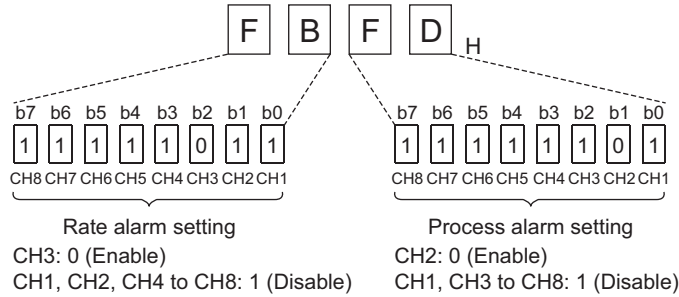 F B F D H
b7 b6 b5 b4 b3 b2 b1 b0
1 1 1 1 1 0 1 1
CH8 CH7 CH6 CH5 CH4 CH3 CH2 CH1
Rate alarm setting
CH3: 0 (Enable)
CH1, CH2, CH4 to CH8: 1 (Disable)
b7 b6 b5 b4 b3 b2 b1 b0
1 1 1 1 1 1 0 1
CH8 CH7 CH6 CH5 CH4 CH3 CH2 CH1
Process alarm setting
CH2: 0 (Enable)
CH1, CH3 to CH8: 1 (Disable)